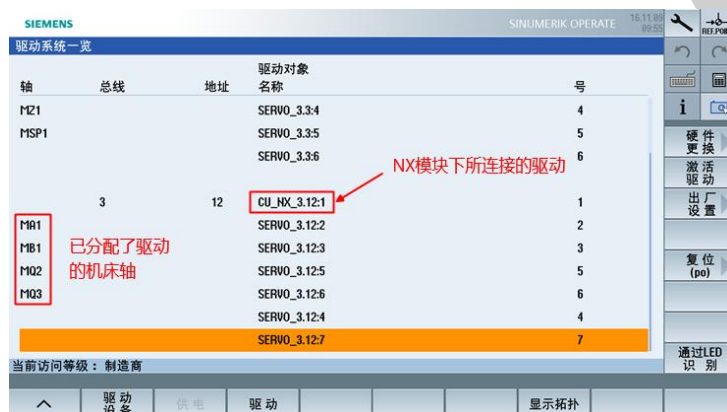 SIEMENS
SINUMERIK OPERATE
16.11.09
09:55
REF.POINT
驱动系统一览
驱动对象
轴 总线 地址 名称 号
MZ1 SERVO_3.3:4 4
MSP1 SERVO_3.3:5 5
SERVO_3.3:6 6
NX模块下所连接的驱动
3 12 CU_NX_3.12:1 1
MA1 SERVO_3.12:2 2
MB1 SERVO_3.12:3 3
MQ2 SERVO_3.12:5 5
MQ3 SERVO_3.12:6 6
已分配了驱动
的机床轴
SERVO_3.12:4 4
SERVO_3.12:7 7
当前访问等级：制造商
i
硬件
更换
激活
驱动
出厂
设置
复位
(po)
通过LED
识别
驱动
设备
供电
驱动
显示拓扑